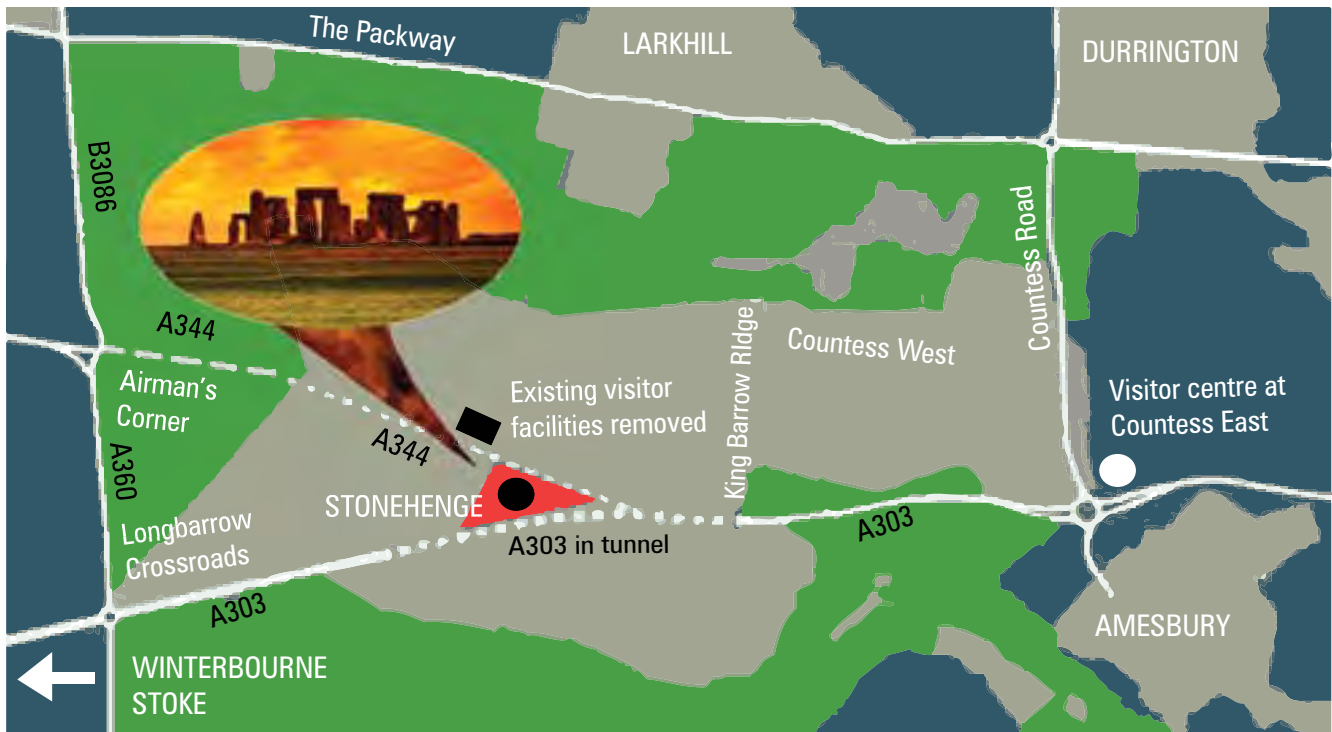 The Packway
LARKHILL
DURRINGTON
B3086
Countess Road
A344
King Barrow RIdge
Countess West
Airman's
Corner
Existing visitor
facilities removed
Visitor centre at
Countess East
A344
A360
STONEHENGE
Longbarrow
Crossroads
A303 in tunnel
A303
A303
AMESBURY
WINTERBOURNE
STOKE